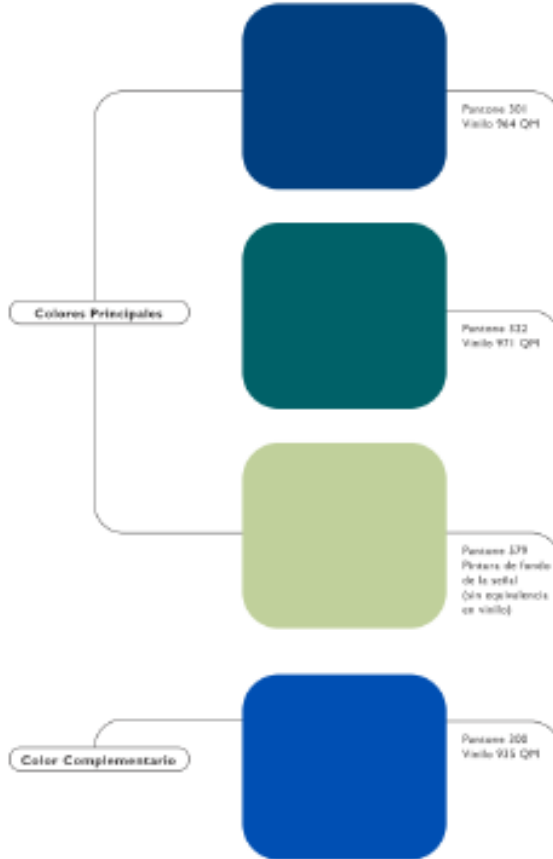 Pantone 301
Vinilo 964 QM
Colores Principales
Pantone 322
Vinilo 971 QM
Pantone 579
Pintura de fondo
de la señal
(sin equivalencia
en vinilo)
Pantone 300
Vinilo 935 QM
Color Complementario